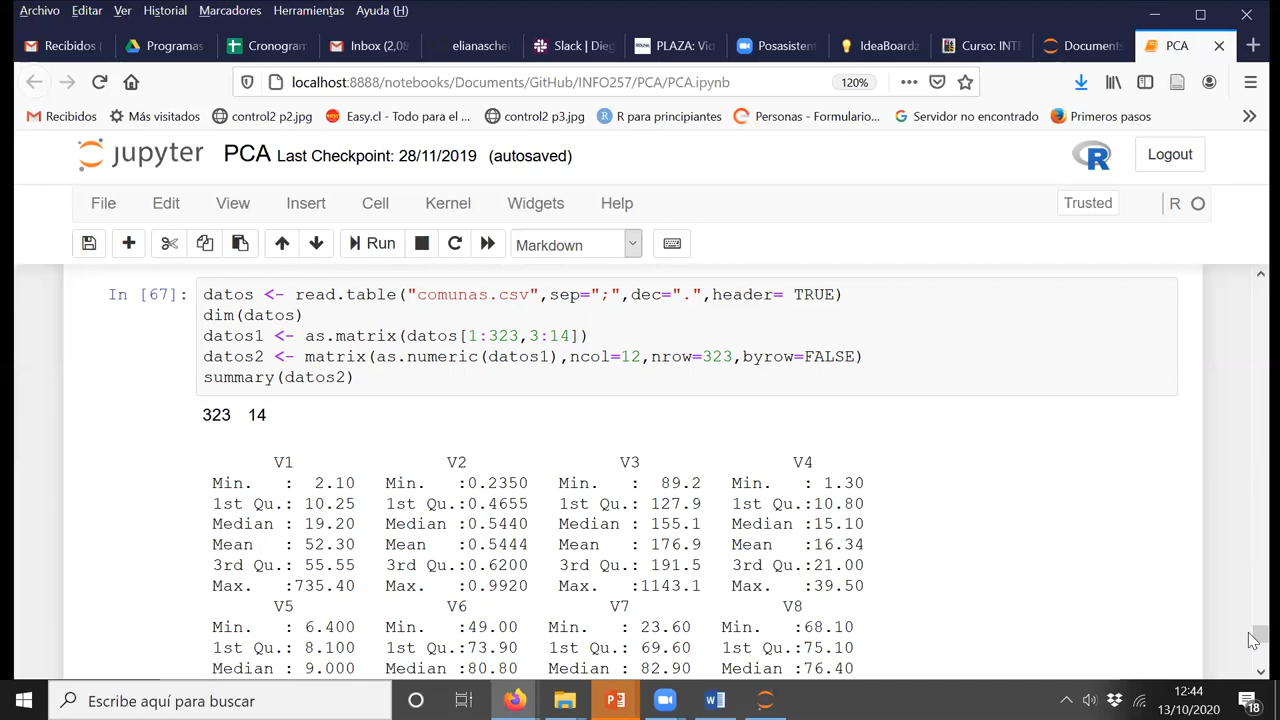 Archivo Editar Ver Historial Marcadores Herramientas Ayuda (H)
Recibidos ( Programas Cronogram Inbox (2,0 elianasche Slack | Dieg PLAZA: Vid Posasistent IdeaBoardz Curso: INTE Documents PCA
localhost:8888/notebooks/Documents/GitHub/INFO257/PCA/PCA.ipynb 120%
Recibidos Más visitados control2 p2.jpg Easy.cl - Todo para el ... control2 p3.jpg R para principiantes Personas - Formulario... Servidor no encontrado Primeros pasos
jupyter PCA Last Checkpoint: 28/11/2019 (autosaved) Logout
File Edit View Insert Cell Kernel Widgets Help Trusted R
Run Markdown
In [67]: datos <- read.table("comunas.csv",sep=";",dec=".",header= TRUE)
dim(datos)
datos1 <- as.matrix(datos[1:323,3:14])
datos2 <- matrix(as.numeric(datos1),ncol=12,nrow=323,byrow=FALSE)
summary(datos2)
323 14
V1 V2 V3 V4
Min. : 2.10 Min. :0.2350 Min. : 89.2 Min. : 1.30
1st Qu.: 10.25 1st Qu.:0.4655 1st Qu.: 127.9 1st Qu.:10.80
Median : 19.20 Median :0.5440 Median : 155.1 Median :15.10
Mean : 52.30 Mean :0.5444 Mean : 176.9 Mean :16.34
3rd Qu.: 55.55 3rd Qu.:0.6200 3rd Qu.: 191.5 3rd Qu.:21.00
Max. :735.40 Max. :0.9920 Max. :1143.1 Max. :39.50
V5 V6 V7 V8
Min. : 6.400 Min. :49.00 Min. : 23.60 Min. :68.10
1st Qu.: 8.100 1st Qu.:73.90 1st Qu.: 69.60 1st Qu.:75.10
Median : 9.000 Median :80.80 Median : 82.90 Median :76.40
Escribe aquí para buscar 12:44
13/10/2020 18